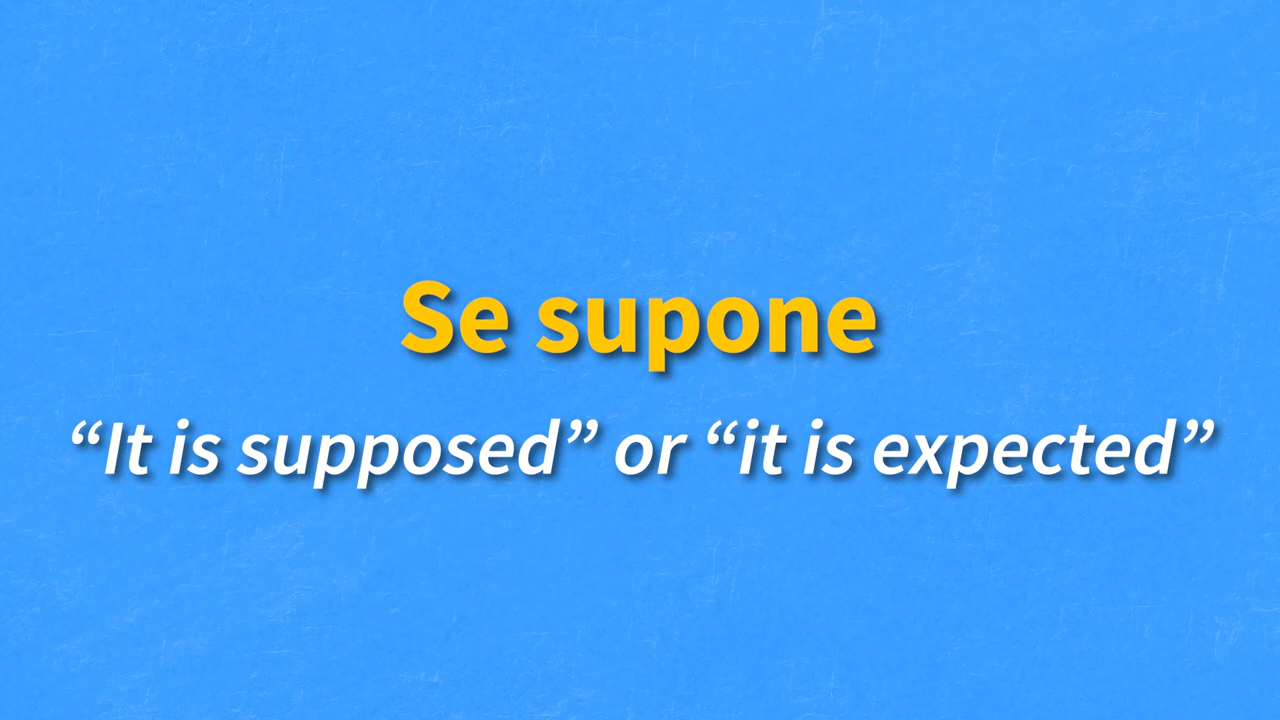 Se supone
“It is supposed” or “it is expected”